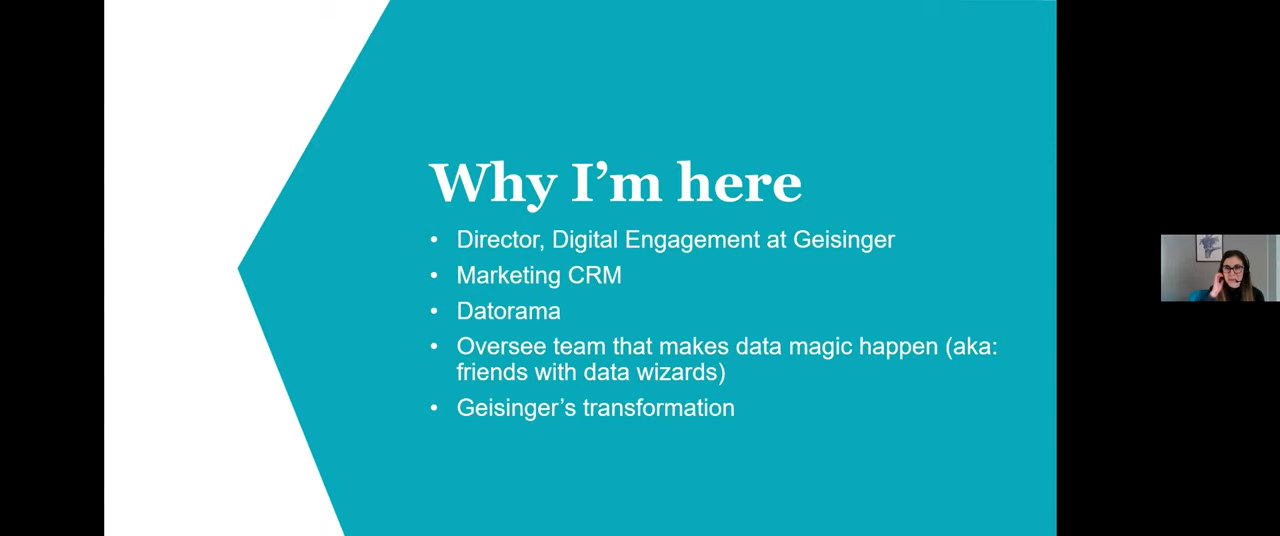 Why I’m here
• Director, Digital Engagement at Geisinger
• Marketing CRM
• Datorama
• Oversee team that makes data magic happen (aka:
friends with data wizards)
• Geisinger’s transformation